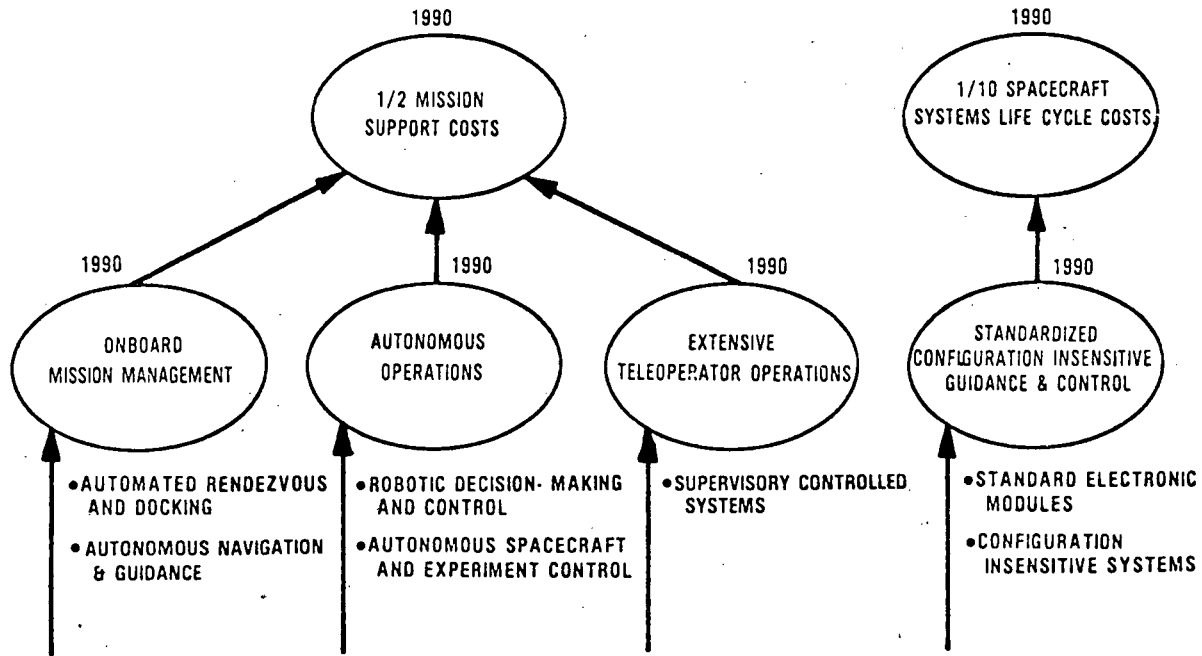 1990
1/2 MISSION
SUPPORT COSTS
1990
1/10 SPACECRAFT
SYSTEMS LIFE CYCLE COSTS
1990
ONBOARD
MISSION MANAGEMENT
1990
AUTONOMOUS
OPERATIONS
1990
EXTENSIVE
TELEOPERATOR OPERATIONS
1990
STANDARDIZED
CONFIGURATION INSENSITIVE
GUIDANCE & CONTROL
•AUTOMATED RENDEZVOUS
AND DOCKING
•AUTONOMOUS NAVIGATION
& GUIDANCE
•ROBOTIC DECISION-MAKING
AND CONTROL
•AUTONOMOUS SPACECRAFT
AND EXPERIMENT CONTROL
•SUPERVISORY CONTROLLED
SYSTEMS
•STANDARD ELECTRONIC
MODULES
•CONFIGURATION
INSENSITIVE SYSTEMS